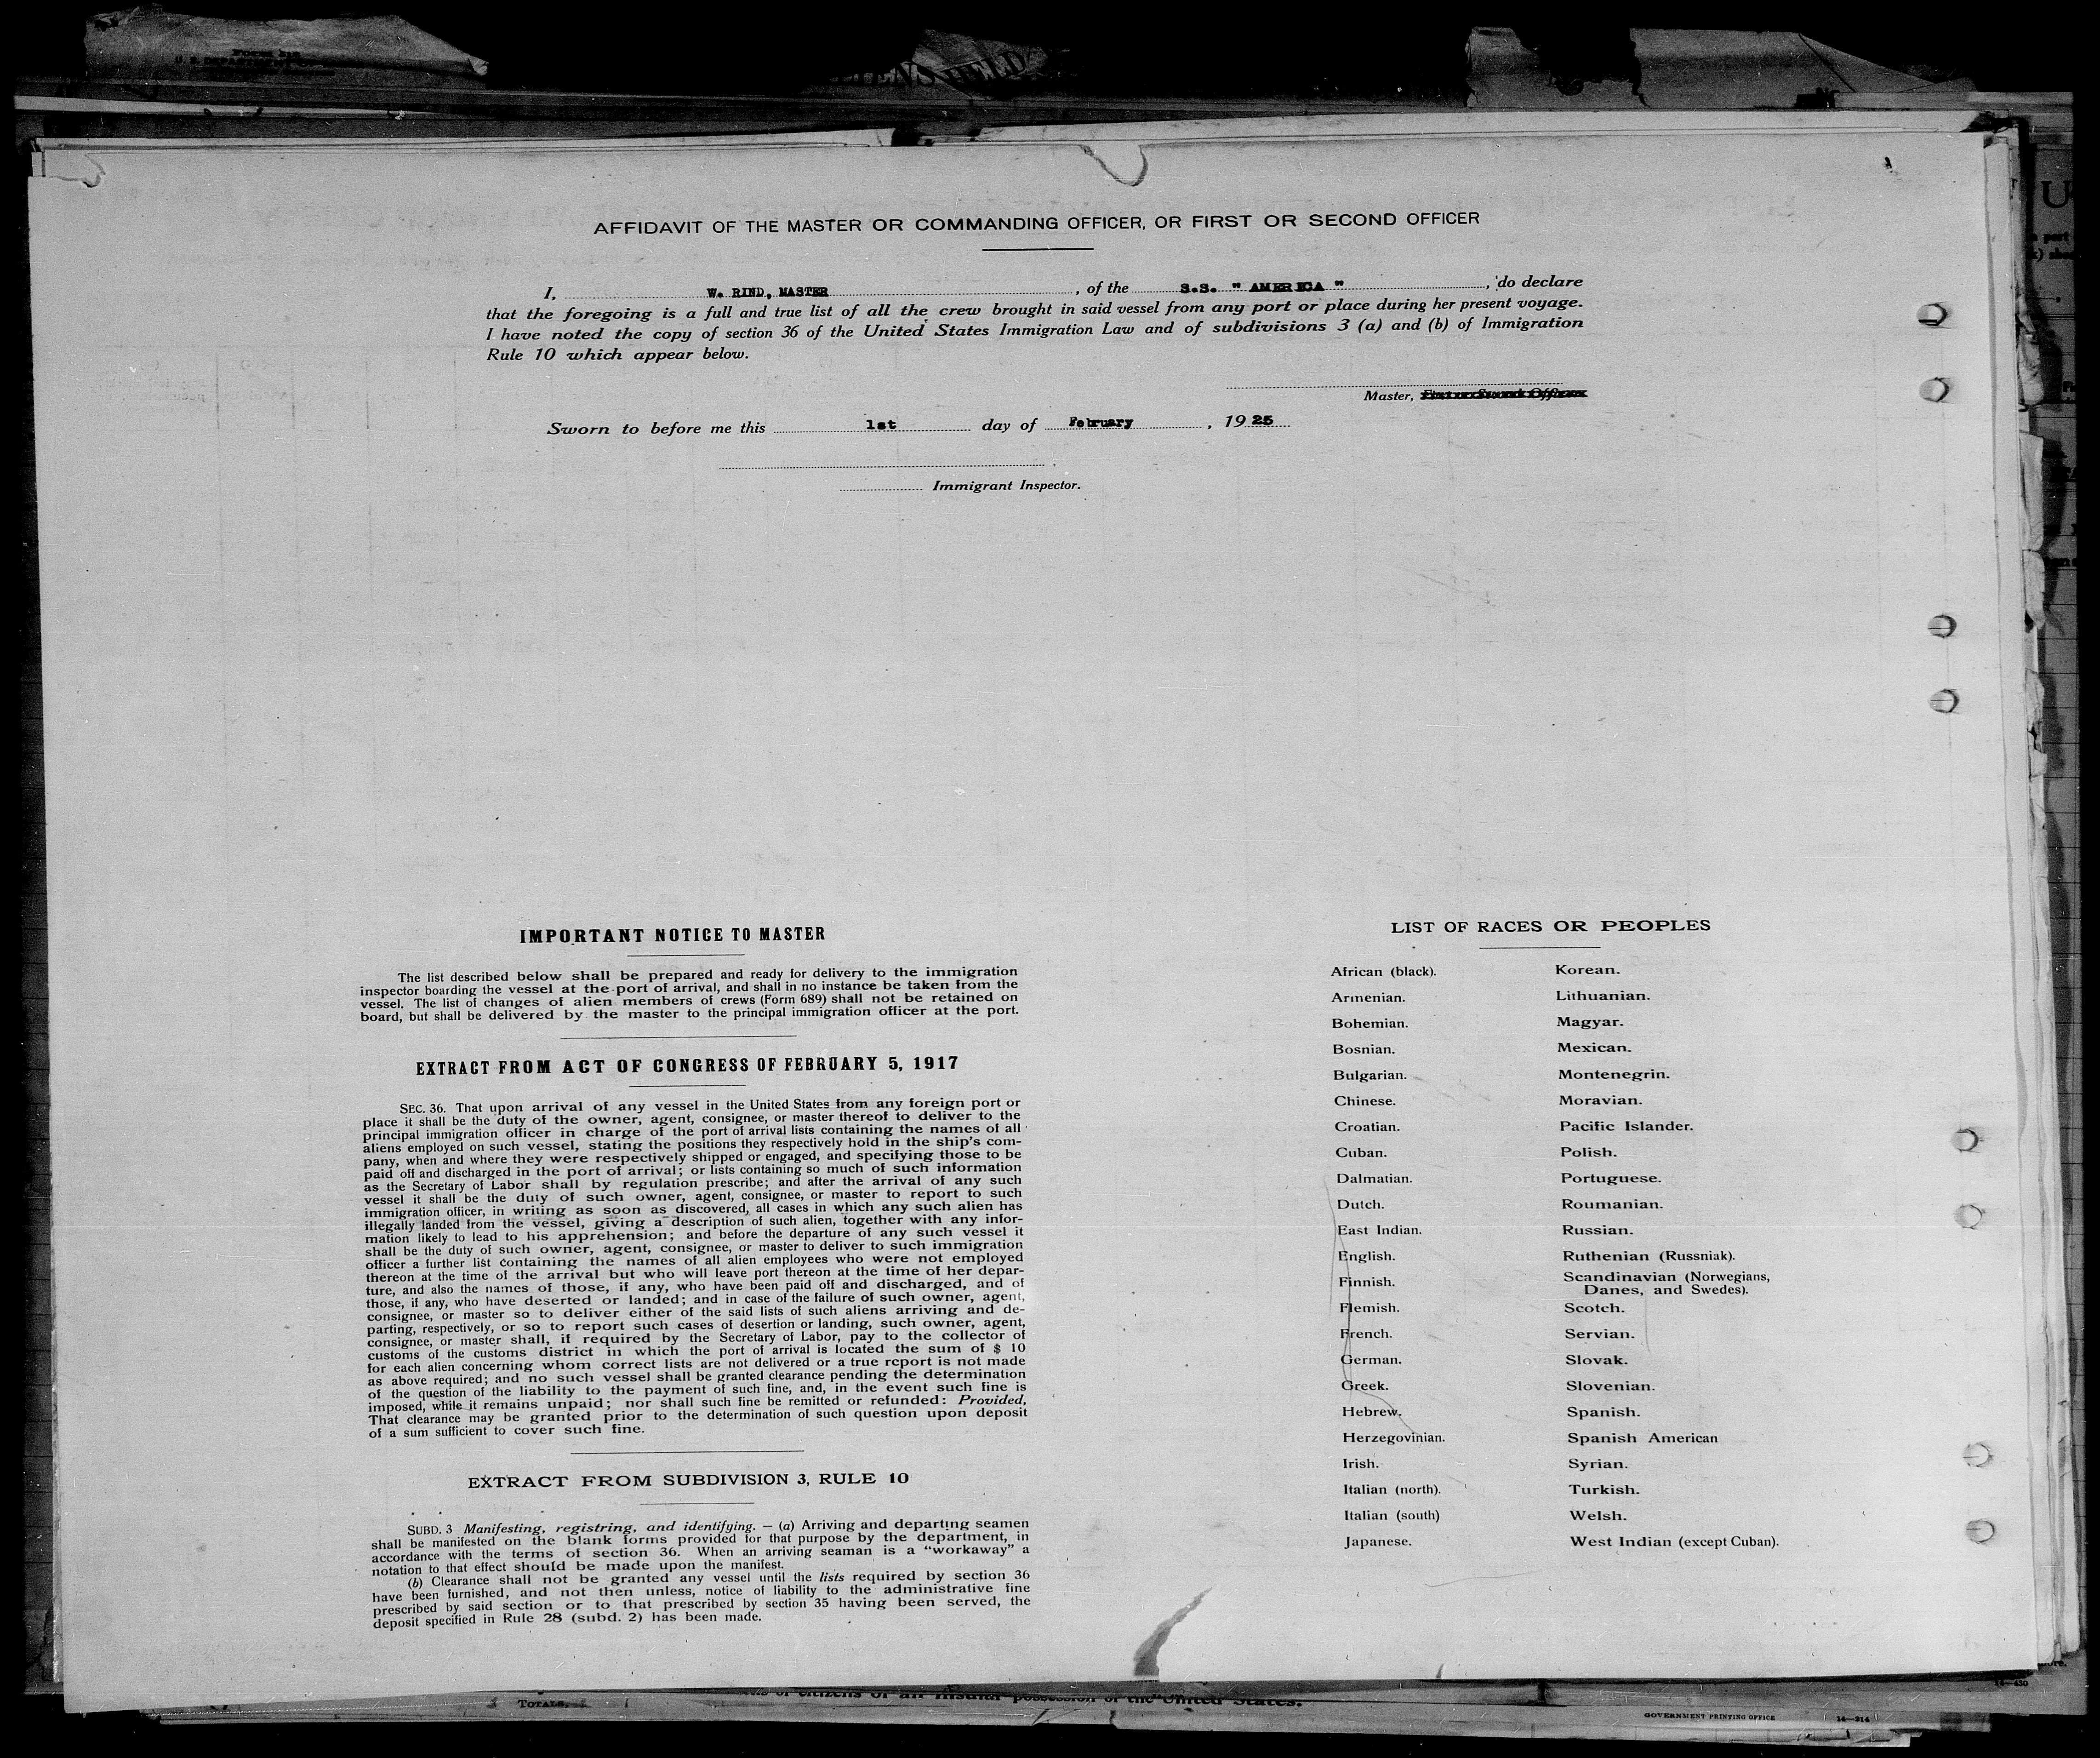 AFFIDAVIT OF THE MASTER OR COMMANDING OFFICER, OR FIRST OR SECOND OFFICER
I, W. RIND, MASTER, of the S.S. " AMERICA ", do declare
that the foregoing is a full and true list of all the crew brought in said vessel from any port or place during her present voyage.
I have noted the copy of section 36 of the United States Immigration Law and of subdivisions 3 (a) and (b) of Immigration
Rule 10 which appear below.
Master,
Sworn to before me this 1st day of February, 1925
Immigrant Inspector.
IMPORTANT NOTICE TO MASTER
The list described below shall be prepared and ready for delivery to the immigration
inspector boarding the vessel at the port of arrival, and shall in no instance be taken from the
vessel. The list of changes of alien members of crews (Form 689) shall not be retained on
board, but shall be delivered by the master to the principal immigration officer at the port.
EXTRACT FROM ACT OF CONGRESS OF FEBRUARY 5, 1917
SEC. 36. That upon arrival of any vessel in the United States from any foreign port or
place it shall be the duty of the owner, agent, consignee, or master thereof to deliver to the
principal immigration officer in charge of the port of arrival lists containing the names of all
aliens employed on such vessel, stating the positions they respectively hold in the ship's com-
pany, when and where they were respectively shipped or engaged, and specifying those to be
paid off and discharged in the port of arrival; or lists containing so much of such information
as the Secretary of Labor shall by regulation prescribe; and after the arrival of any such
vessel it shall be the duty of such owner, agent, consignee, or master to report to such
immigration officer, in writing as soon as discovered, all cases in which any such alien has
illegally landed from the vessel, giving a description of such alien, together with any infor-
mation likely to lead to his apprehension; and before the departure of any such vessel it
shall be the duty of such owner, agent, consignee, or master to deliver to such immigration
officer a further list containing the names of all alien employees who were not employed
thereon at the time of the arrival but who will leave port thereon at the time of her depar-
ture, and also the names of those, if any, who have been paid off and discharged, and of
those, if any, who have deserted or landed; and in case of the failure of such owner, agent,
consignee, or master so to deliver either of the said lists of such aliens arriving and de-
parting, respectively, or so to report such cases of desertion or landing, such owner, agent,
consignee, or master shall, if required by the Secretary of Labor, pay to the collector of
customs of the customs district in which the port of arrival is located the sum of $ 10
for each alien concerning whom correct lists are not delivered or a true report is not made
as above required; and no such vessel shall be granted clearance pending the determination
of the question of the liability to the payment of such fine, and, in the event such fine is
imposed, while it remains unpaid; nor shall such fine be remitted or refunded: Provided,
That clearance may be granted prior to the determination of such question upon deposit
of a sum sufficient to cover such fine.
EXTRACT FROM SUBDIVISION 3, RULE 10
SUBD. 3 Manifesting, registring, and identifying. — (a) Arriving and departing seamen
shall be manifested on the blank forms provided for that purpose by the department, in
accordance with the terms of section 36. When an arriving seaman is a "workaway" a
notation to that effect should be made upon the manifest.
(b) Clearance shall not be granted any vessel until the lists required by section 36
have been furnished, and not then unless, notice of liability to the administrative fine
prescribed by said section or to that prescribed by section 35 having been served, the
deposit specified in Rule 28 (subd. 2) has been made.
LIST OF RACES OR PEOPLES
African (black).
Armenian.
Bohemian.
Bosnian.
Bulgarian.
Chinese.
Croatian.
Cuban.
Dalmatian.
Dutch.
East Indian.
English.
Finnish.
Flemish.
French.
German.
Greek.
Hebrew.
Herzegovinian.
Irish.
Italian (north).
Italian (south)
Japanese.
Korean.
Lithuanian.
Magyar.
Mexican.
Montenegrin.
Moravian.
Pacific Islander.
Polish.
Portuguese.
Roumanian.
Russian.
Ruthenian (Russniak).
Scandinavian (Norwegians,
Danes, and Swedes).
Scotch.
Servian.
Slovak.
Slovenian.
Spanish.
Spanish American
Syrian.
Turkish.
Welsh.
West Indian (except Cuban).
TOTALS.
of citizens of an insular possession of the United States.
GOVERNMENT PRINTING OFFICE 14—214